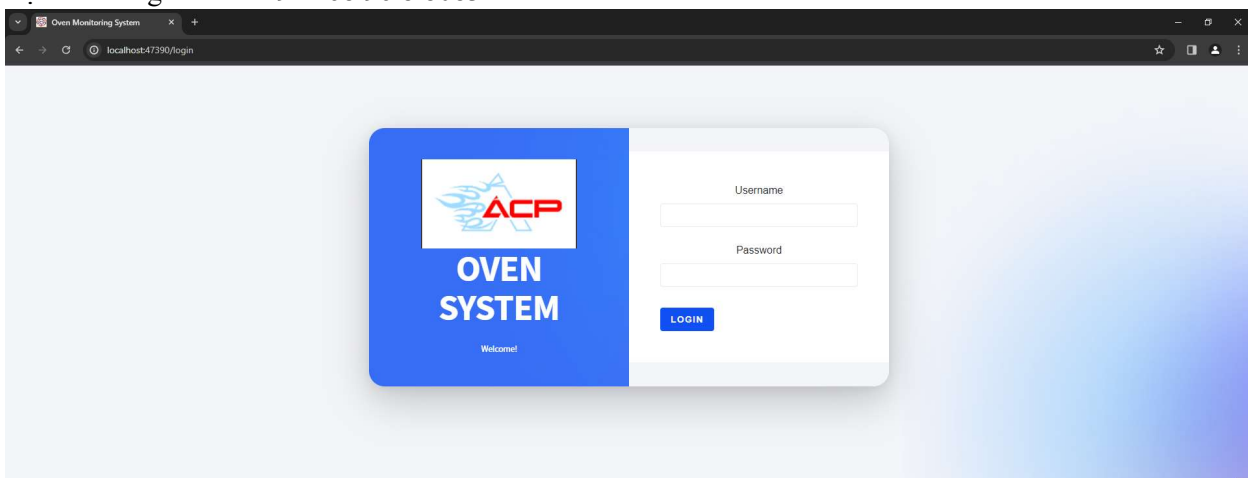 Oven Monitoring System
localhost:47390/login
ACP
OVEN
SYSTEM
Welcome!
Username
Password
LOGIN